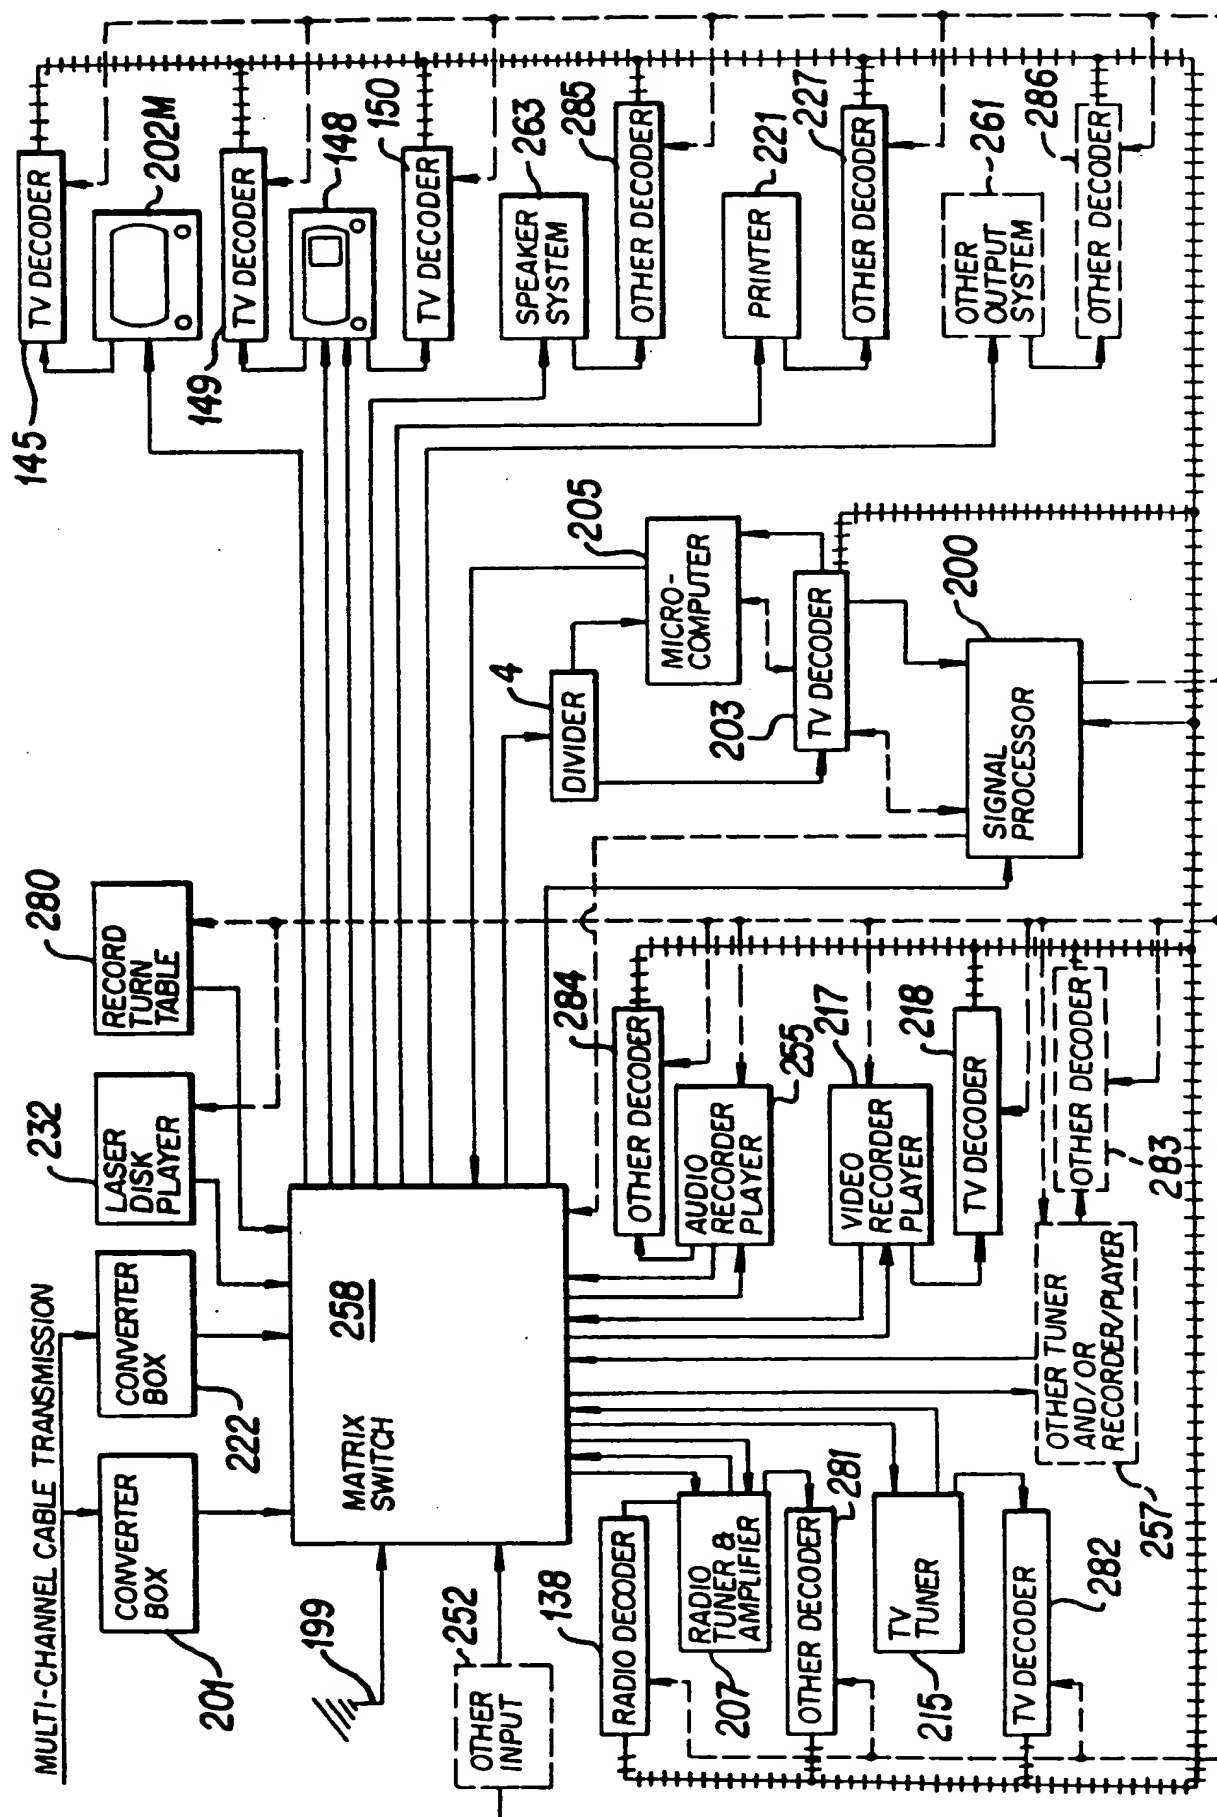 MULTI-CHANNEL CABLE TRANSMISSION
CONVERTER
BOX
201
CONVERTER
BOX
222
LASER
DISK
PLAYER
232
RECORD
TURN
TABLE
280
199
OTHER
INPUT
252
MATRIX
SWITCH
258
RADIO DECODER
138
RADIO
TUNER &
AMPLIFIER
207
OTHER DECODER
281
TV
TUNER
215
TV DECODER
282
OTHER TUNER
AND/OR
RECORDER/PLAYER
257
OTHER DECODER
283
OTHER DECODER
284
AUDIO
RECORDER
PLAYER
255
VIDEO
RECORDER
PLAYER
217
TV DECODER
218
DIVIDER
4
MICRO-
COMPUTER
205
TV DECODER
203
SIGNAL
PROCESSOR
200
TV DECODER
145
202M
TV DECODER
149
148
TV DECODER
150
SPEAKER
SYSTEM
263
OTHER DECODER
285
PRINTER
221
OTHER DECODER
227
OTHER
OUTPUT
SYSTEM
261
OTHER DECODER
286